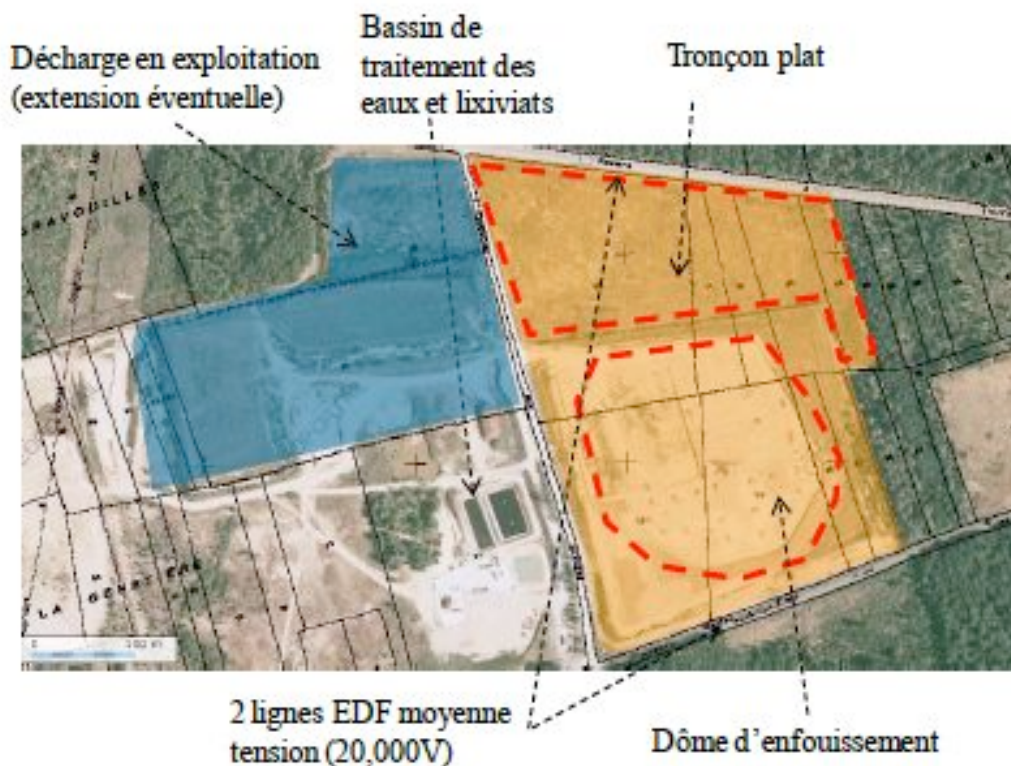 Décharge en exploitation
(extension éventuelle)
Bassin de
traitement des
eaux et lixiviats
Tronçon plat
LA
2 lignes EDF moyenne
tension (20,000V)
Dôme d’enfouissement